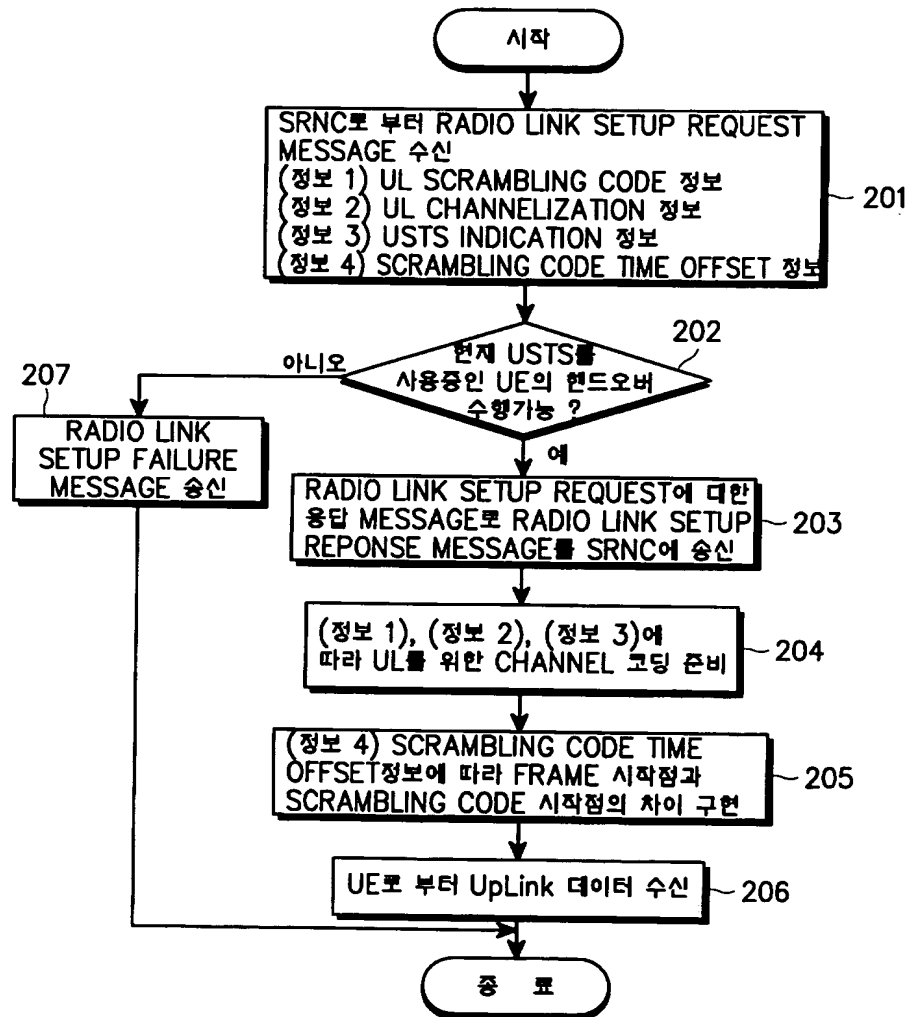 시작
SRNC로 부터 RADIO LINK SETUP REQUEST
MESSAGE 수신
(정보 1) UL SCRAMBLING CODE 정보
(정보 2) UL CHANNELIZATION 정보
(정보 3) USTS INDICATION 정보
(정보 4) SCRAMBLING CODE TIME OFFSET 정보
201
202
현재 USTS를
사용중인 UE의 핸드오버
수행가능 ?
아니오
예
207
RADIO LINK
SETUP FAILURE
MESSAGE 송신
RADIO LINK SETUP REQUEST에 대한
응답 MESSAGE로 RADIO LINK SETUP
REPONSE MESSAGE를 SRNC에 송신
203
(정보 1), (정보 2), (정보 3)에
따라 UL를 위한 CHANNEL 코딩 준비
204
(정보 4) SCRAMBLING CODE TIME
OFFSET정보에 따라 FRAME 시작점과
SCRAMBLING CODE 시작점의 차이 구현
205
UE로 부터 UpLink 데이터 수신
206
종 료